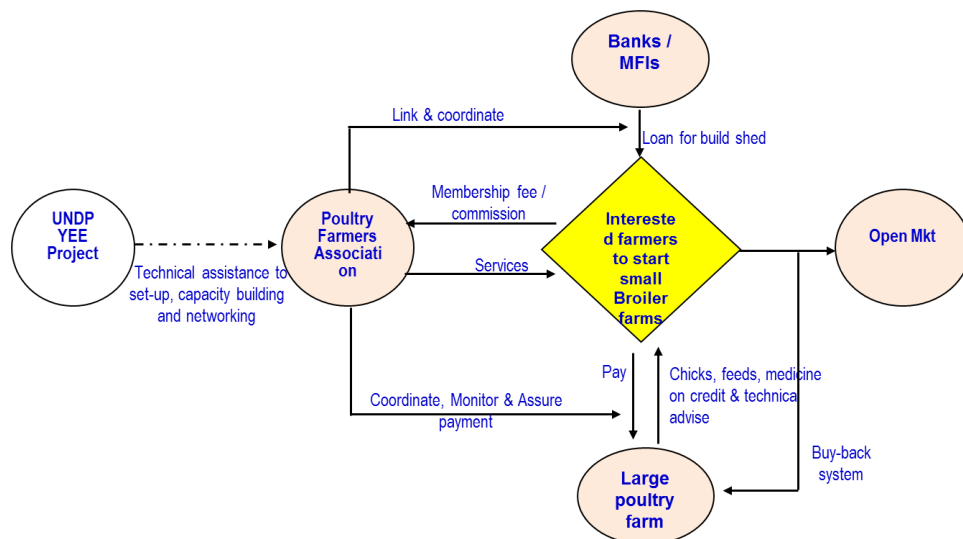 Banks /
MFIs
Link & coordinate
Loan for build shed
Membership fee /
commission
UNDP
YEE
Project
Poultry
Farmers
Associati
on
Intereste
d farmers
to start
small
Broiler
farms
Open Mkt
Services
Technical assistance to
set-up, capacity building
and networking
Pay
Chicks, feeds, medicine
on credit & technical
advise
Coordinate, Monitor & Assure
payment
Buy-back
system
Large
poultry
farm